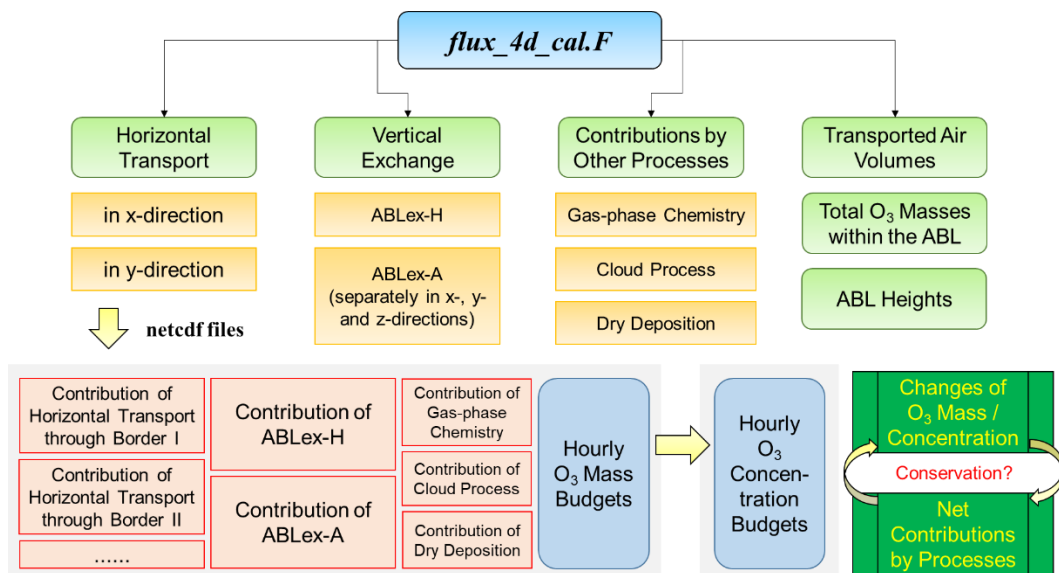 flux_4d_cal.F
Horizontal
Transport
in x-direction
in y-direction
netcdf files
Vertical
Exchange
ABLex-H
ABLex-A
(separately in x-, y-
and z-directions)
Contributions by
Other Processes
Gas-phase Chemistry
Cloud Process
Dry Deposition
Transported Air
Volumes
Total O₃ Masses
within the ABL
ABL Heights
Contribution of
Horizontal Transport
through Border I
Contribution of
Horizontal Transport
through Border II
……
Contribution of
ABLex-H
Contribution of
ABLex-A
Contribution of
Gas-phase
Chemistry
Contribution of
Cloud Process
Contribution of
Dry Deposition
Hourly
O₃ Mass
Budgets
Hourly
O₃
Concen-
tration
Budgets
Changes of
O₃ Mass /
Concentration
Conservation?
Net
Contributions
by Processes